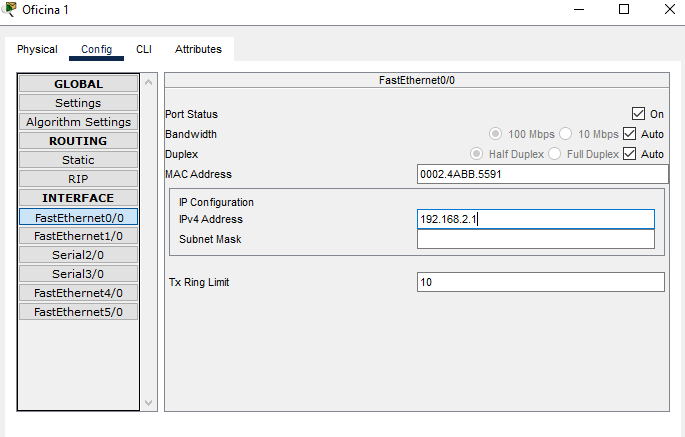 Oficina 1
Physical Config CLI Attributes
GLOBAL
Settings
Algorithm Settings
ROUTING
Static
RIP
INTERFACE
FastEthernet0/0
FastEthernet1/0
Serial2/0
Serial3/0
FastEthernet4/0
FastEthernet5/0
FastEthernet0/0
Port Status On
Bandwidth 100 Mbps 10 Mbps Auto
Duplex Half Duplex Full Duplex Auto
MAC Address 0002.4ABB.5591
IP Configuration
IPv4 Address 192.168.2.1
Subnet Mask
Tx Ring Limit 10